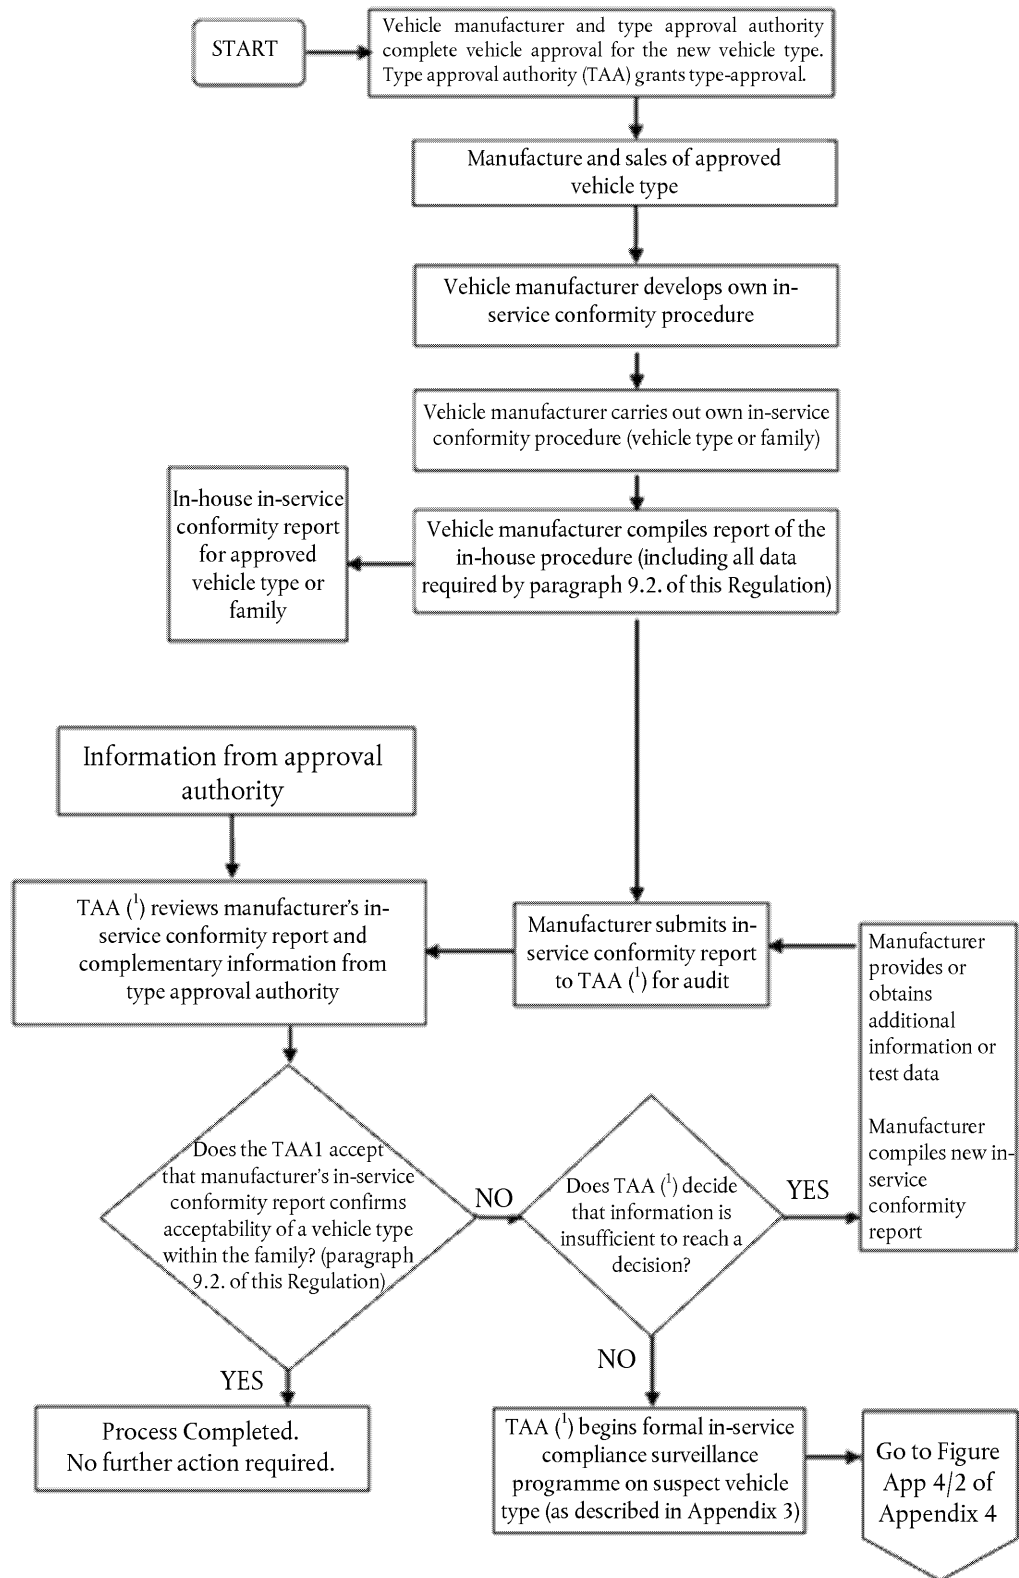 START
Vehicle manufacturer and type approval authority
complete vehicle approval for the new vehicle type.
Type approval authority (TAA) grants type-approval.
Manufacture and sales of approved
vehicle type
Vehicle manufacturer develops own in-
service conformity procedure
Vehicle manufacturer carries out own in-service
conformity procedure (vehicle type or family)
In-house in-service
conformity report
for approved
vehicle type or
family
Vehicle manufacturer compiles report of the
in-house procedure (including all data
required by paragraph 9.2. of this Regulation)
Information from approval
authority
TAA (¹) reviews manufacturer's in-
service conformity report and
complementary information from
type approval authority
Manufacturer submits in-
service conformity report
to TAA (¹) for audit
Manufacturer
provides or
obtains
additional
information or
test data
Manufacturer
compiles new in-
service
conformity
report
Does the TAA1 accept
that manufacturer's in-service
conformity report confirms
acceptability of a vehicle type
within the family? (paragraph
9.2. of this Regulation)
NO
Does TAA (¹) decide
that information is
insufficient to reach a
decision?
YES
YES
NO
Process Completed.
No further action required.
TAA (¹) begins formal in-service
compliance surveillance
programme on suspect vehicle
type (as described in Appendix 3)
Go to Figure
App 4/2 of
Appendix 4